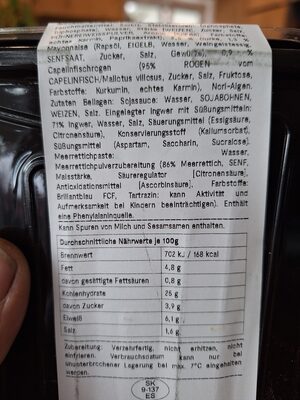 Mayonnaise (Rapsöl, EIGELB, Wasser, Weingeistessig,
SENFSAAT, Zucker, Salz, Gewürze), 0,9 %
Capelinfischrogen (95% ROGEN vom
CAPELINFISCH/Mallotus villosus, Zucker, Salz, Fruktose,
Farbstoffe: Kurkumin, echtes Karmin), Nori-Algen.
Zutaten Beilagen: Sojasauce: Wasser, SOJABOHNEN,
WEIZEN, Salz. Eingelegter Ingwer mit Süßungsmitteln:
71% Ingwer, Wasser, Salz, Säuerungsmittel (Essigsäure,
Citronensäure), Konservierungsstoff (Kaliumsorbat),
Süßungsmittel (Aspartam, Saccharin, Sucralose).
Meerrettichpaste: Wasser,
Meerrettichpulverzubereitung (86% Meerrettich, SENF,
Maisstärke, Säureregulator [Citronensäure],
Antioxidationsmittel [Ascorbinsäure], Farbstoffe:
Brillantblau FCF, Tartrazin: kann Aktivität und
Aufmerksamkeit bei Kindern beeinträchtigen). Enthält
eine Phenylalaninquelle.
Kann Spuren von Milch und Sesamsamen enthalten.
Durchschnittliche Nährwerte je 100g
Brennwert 702 kJ / 168 kcal
Fett 4,8 g
davon gesättigte Fettsäuren 0,8 g
Kohlenhydrate 25 g
davon Zucker 3,9 g
Eiweiß 6,1 g
Salz 1,6 g
Zubereitung: Verzehrfertig, nicht erhitzen, nicht
einfrieren. Verbrauchsdatum kann nur bei
ununterbrochener Lagerung bei max. 7°C eingehalten
werden.
SK
9-137
ES